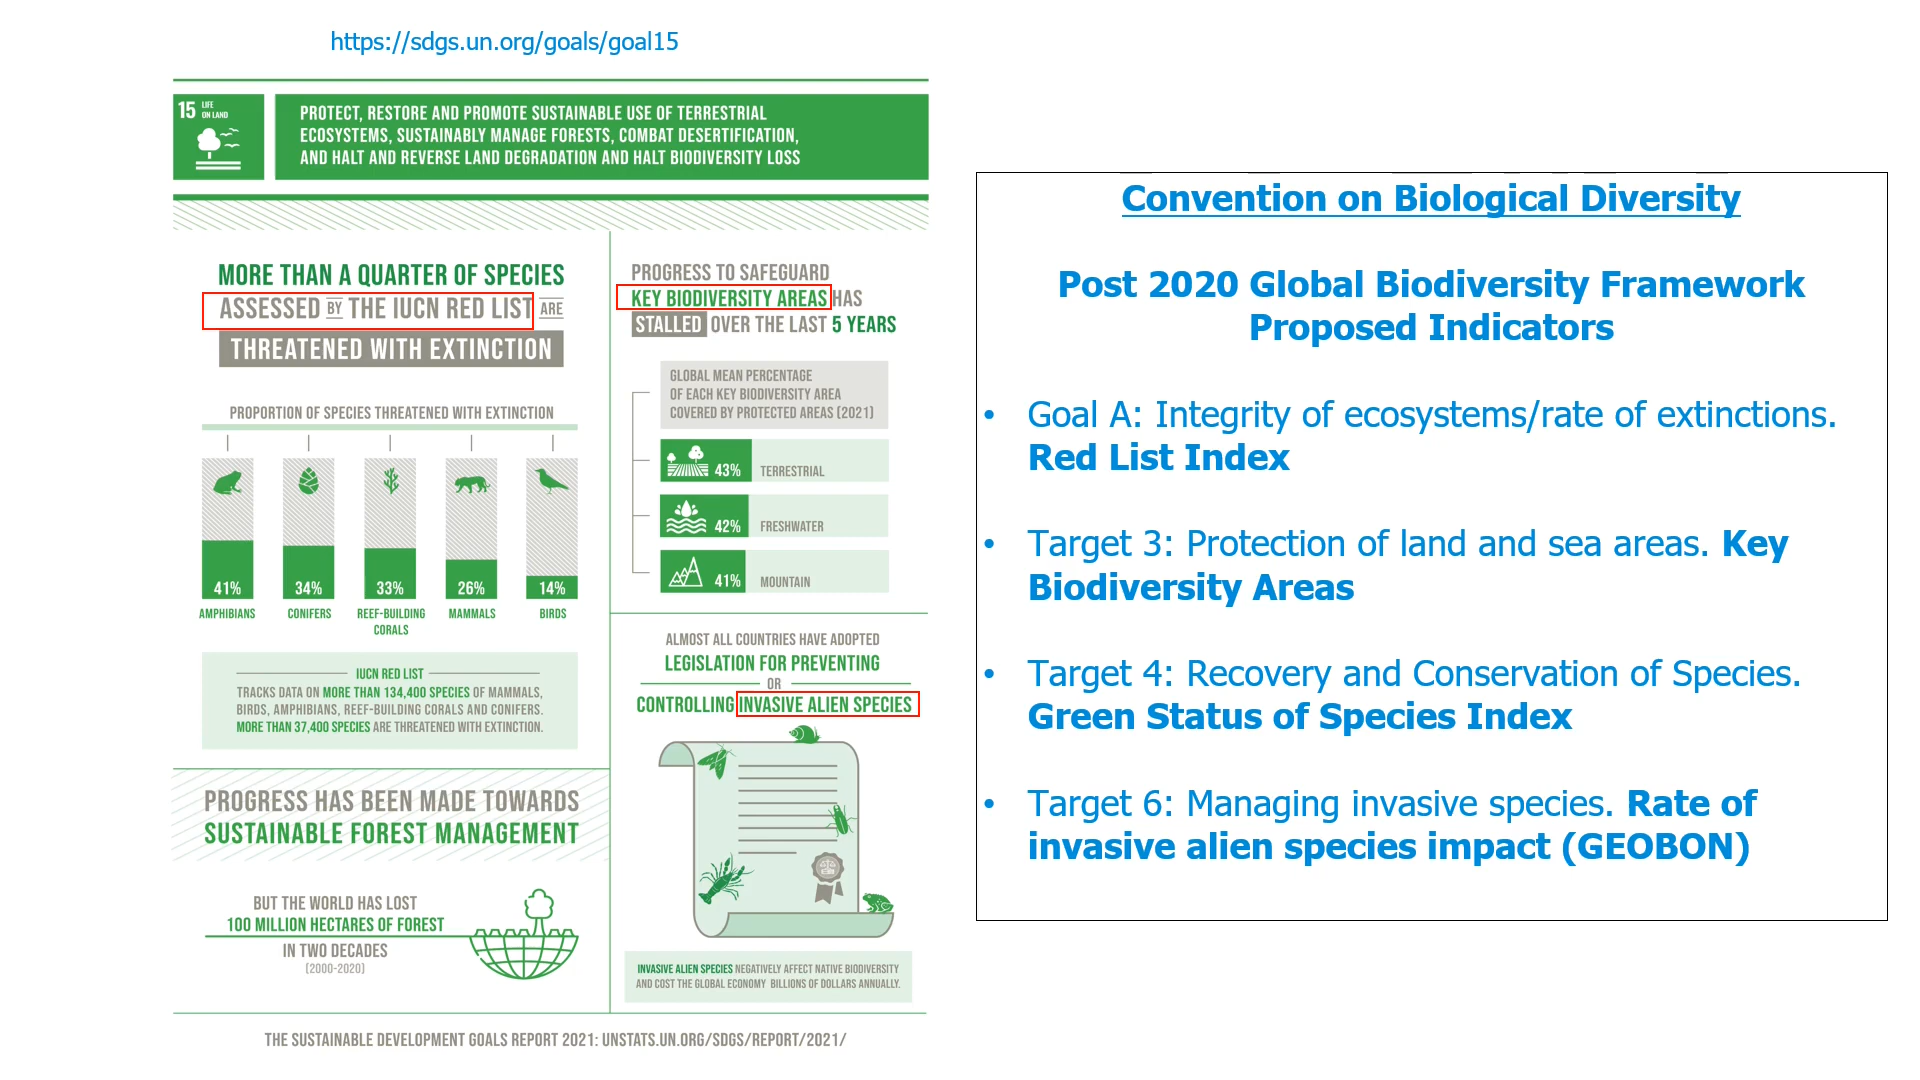 https://sdgs.un.org/goals/goal15
15 LIFE
ON LAND
PROTECT, RESTORE AND PROMOTE SUSTAINABLE USE OF TERRESTRIAL
ECOSYSTEMS, SUSTAINABLY MANAGE FORESTS, COMBAT DESERTIFICATION,
AND HALT AND REVERSE LAND DEGRADATION AND HALT BIODIVERSITY LOSS
MORE THAN A QUARTER OF SPECIES
ASSESSED BY THE IUCN RED LIST ARE
THREATENED WITH EXTINCTION
PROPORTION OF SPECIES THREATENED WITH EXTINCTION
41% 34% 33% 26% 14%
AMPHIBIANS CONIFERS REEF-BUILDING MAMMALS BIRDS
CORALS
IUCN RED LIST
TRACKS DATA ON MORE THAN 134,400 SPECIES OF MAMMALS,
BIRDS, AMPHIBIANS, REEF-BUILDING CORALS AND CONIFERS.
MORE THAN 37,400 SPECIES ARE THREATENED WITH EXTINCTION.
PROGRESS HAS BEEN MADE TOWARDS
SUSTAINABLE FOREST MANAGEMENT
BUT THE WORLD HAS LOST
100 MILLION HECTARES OF FOREST
IN TWO DECADES
(2000-2020)
PROGRESS TO SAFEGUARD
KEY BIODIVERSITY AREAS HAS
STALLED OVER THE LAST 5 YEARS
GLOBAL MEAN PERCENTAGE
OF EACH KEY BIODIVERSITY AREA
COVERED BY PROTECTED AREAS (2021)
43% TERRESTRIAL
42% FRESHWATER
41% MOUNTAIN
ALMOST ALL COUNTRIES HAVE ADOPTED
LEGISLATION FOR PREVENTING
OR
CONTROLLING INVASIVE ALIEN SPECIES
INVASIVE ALIEN SPECIES NEGATIVELY AFFECT NATIVE BIODIVERSITY
AND COST THE GLOBAL ECONOMY BILLIONS OF DOLLARS ANNUALLY.
THE SUSTAINABLE DEVELOPMENT GOALS REPORT 2021: UNSTATS.UN.ORG/SDGS/REPORT/2021/
Convention on Biological Diversity
Post 2020 Global Biodiversity Framework
Proposed Indicators
• Goal A: Integrity of ecosystems/rate of extinctions.
Red List Index
• Target 3: Protection of land and sea areas. Key
Biodiversity Areas
• Target 4: Recovery and Conservation of Species.
Green Status of Species Index
• Target 6: Managing invasive species. Rate of
invasive alien species impact (GEOBON)